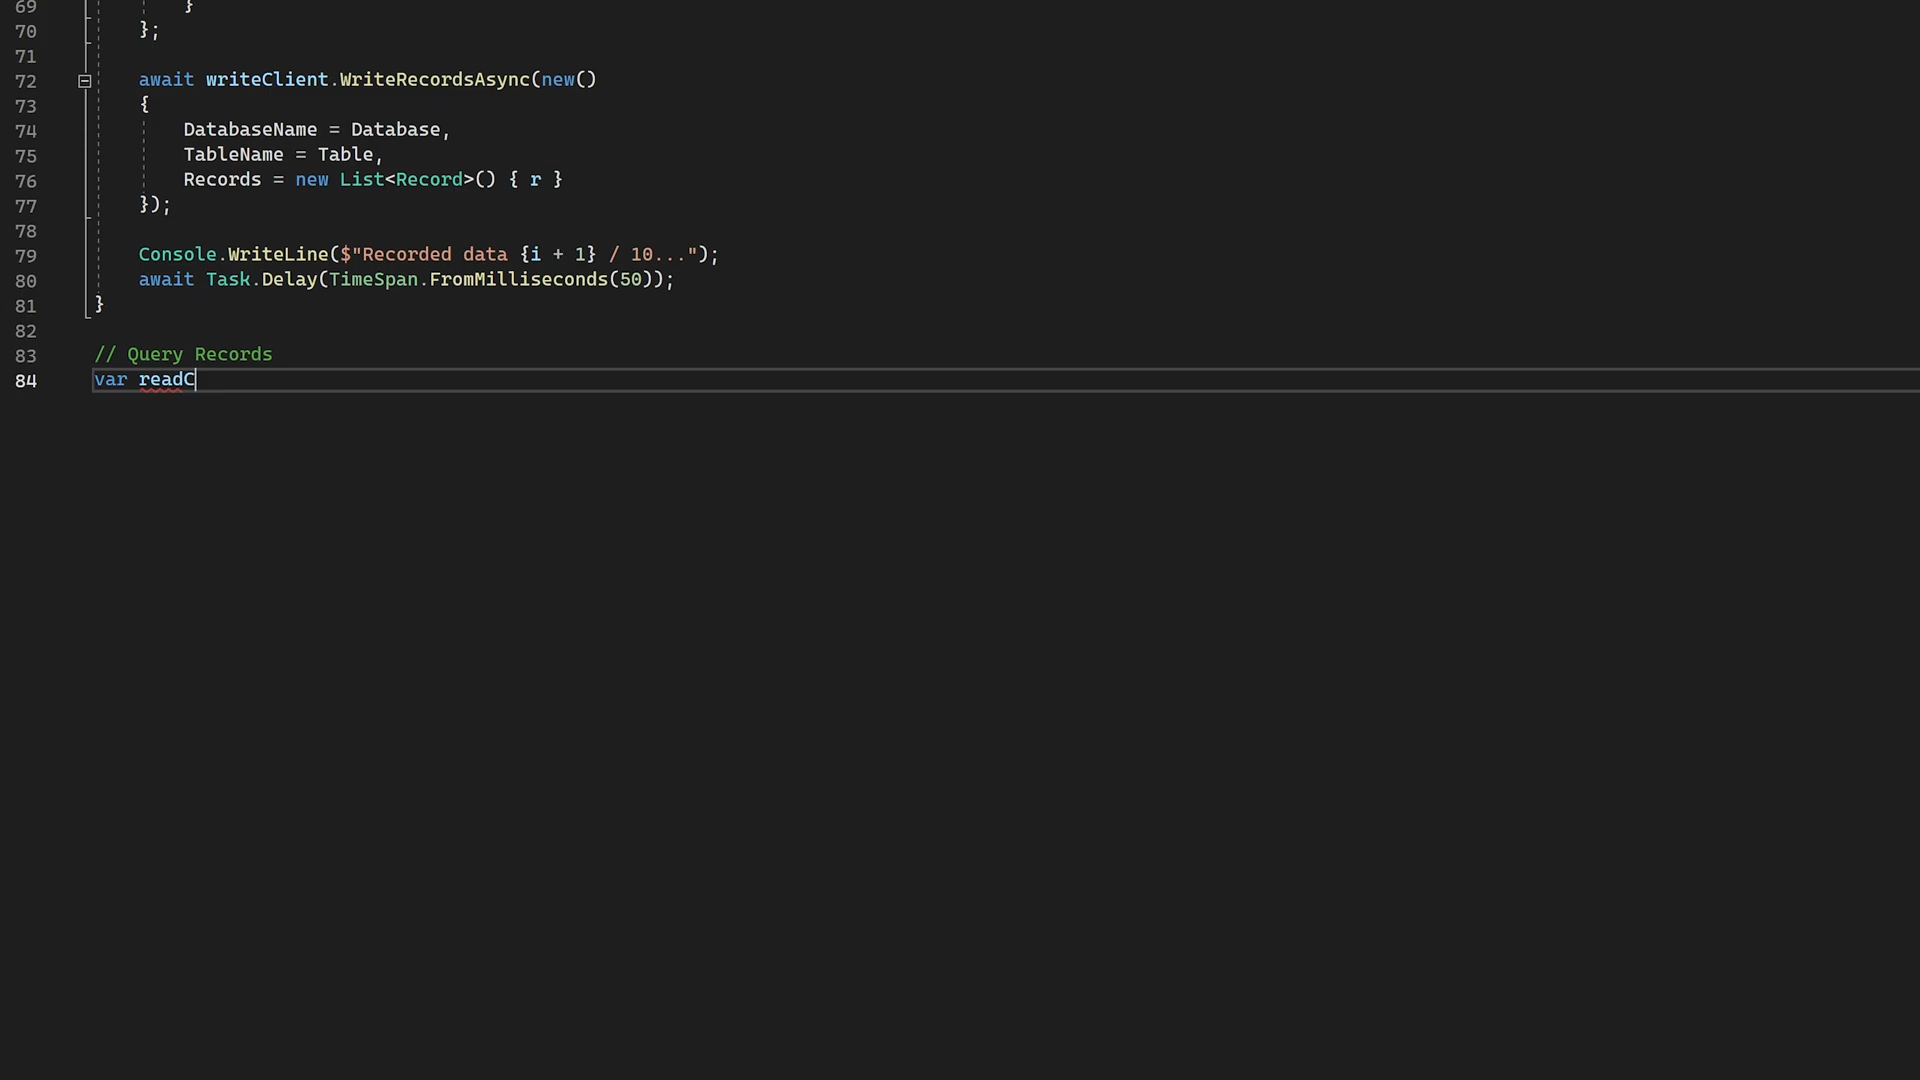 69 }
70 };
71
72 await writeClient.WriteRecordsAsync(new()
73 {
74 DatabaseName = Database,
75 TableName = Table,
76 Records = new List<Record>() { r }
77 });
78
79 Console.WriteLine($"Recorded data {i + 1} / 10...");
80 await Task.Delay(TimeSpan.FromMilliseconds(50));
81 }
82
83 // Query Records
84 var readC